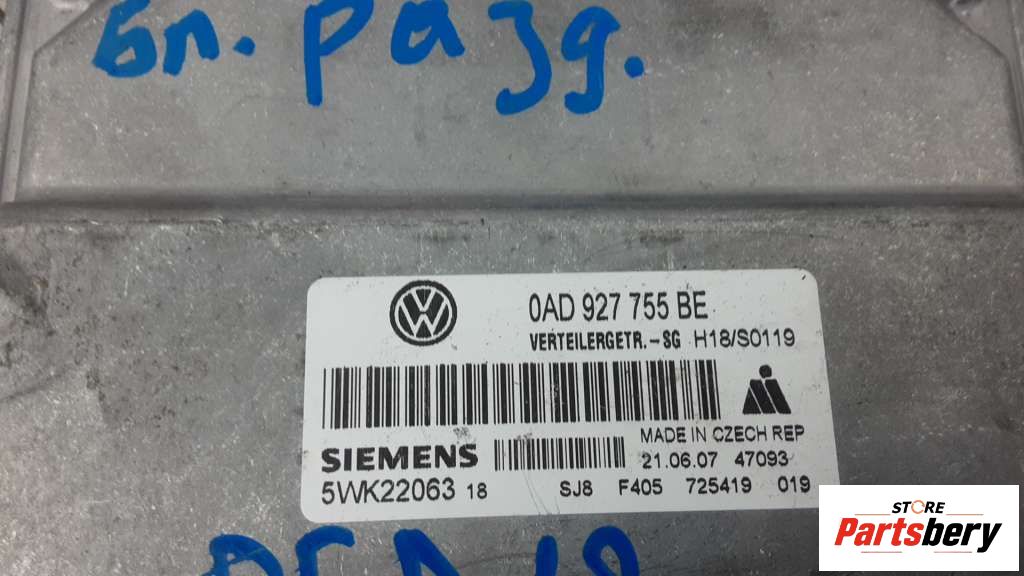 бл. разд.
0AD 927 755 BE
VERTEILERGETR.-SG H18/S0119
MADE IN CZECH REP
SIEMENS
21.06.07 47093
5WK22063 18 SJ8 F405 725419 019
STORE
Partsbery